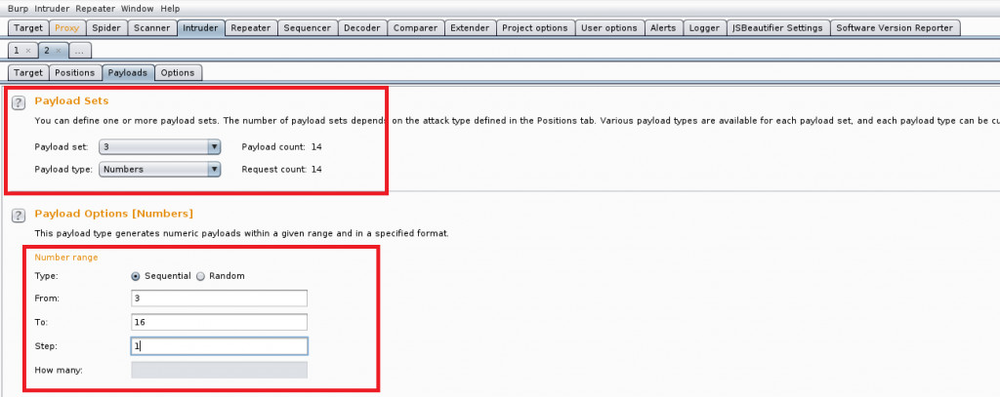 Burp Intruder Repeater Window Help
Target Proxy Spider Scanner Intruder Repeater Sequencer Decoder Comparer Extender Project options User options Alerts Logger JSBeautifier Settings Software Version Reporter
1 × 2 × ...
Target Positions Payloads Options
? Payload Sets
You can define one or more payload sets. The number of payload sets depends on the attack type defined in the Positions tab. Various payload types are available for each payload set, and each payload type can be cu
Payload set: 3 Payload count: 14
Payload type: Numbers Request count: 14
? Payload Options [Numbers]
This payload type generates numeric payloads within a given range and in a specified format.
Number range
Type: Sequential Random
From: 3
To: 16
Step: 1
How many: